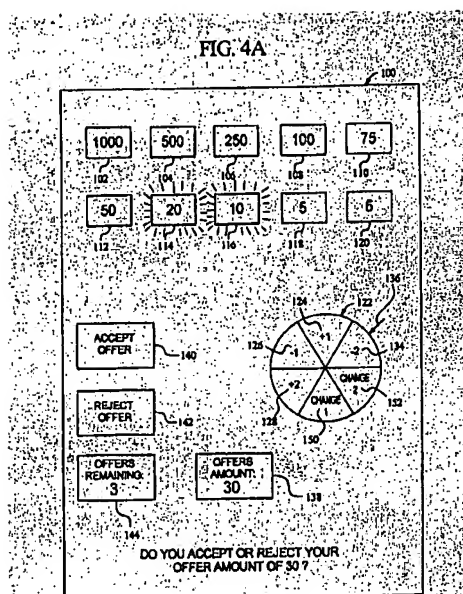 FIG. 4A
100
1000 500 250 100 75
102 104 106 108 110
50 20 10 5 5
112 114 116 118 120
124 122 136
126 +1
-1 -2 134
ACCEPT
OFFER
140
+2 CHANGE
2 152
128 CHANGE
1
150
REJECT
OFFER
142
OFFERS
REMAINING:
3
144
OFFERS
AMOUNT:
30
138
DO YOU ACCEPT OR REJECT YOUR
OFFER AMOUNT OF 30 ?